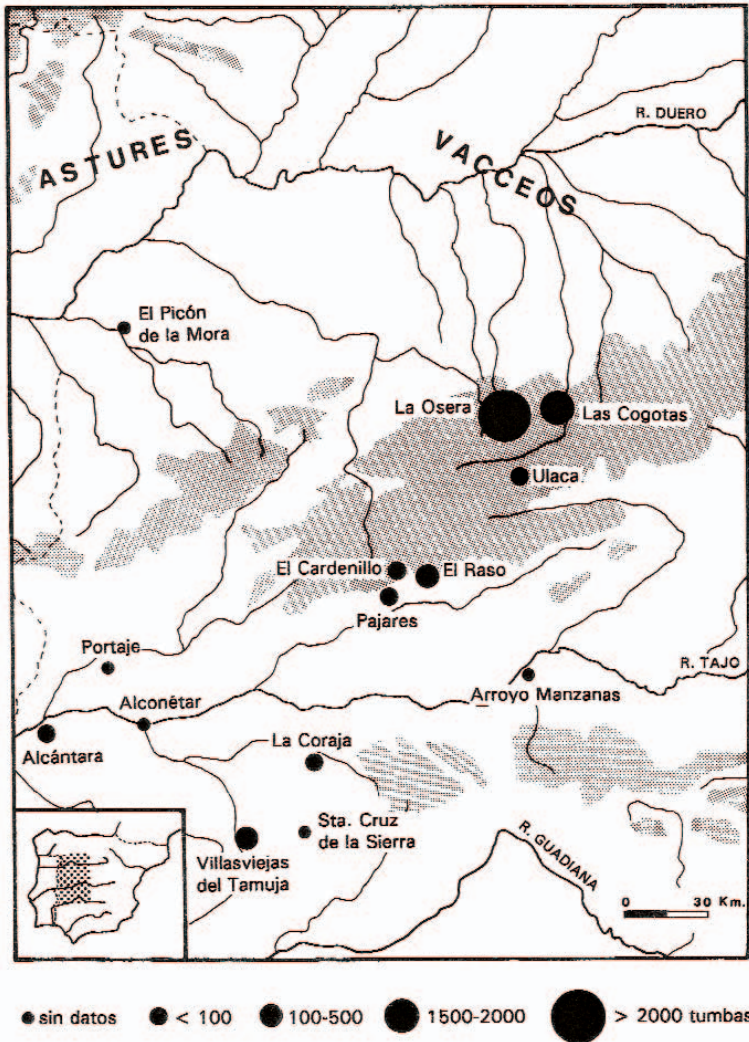 R. DUERO
ASTURES
VACCEOS
El Picón
de la Mora
La Osera
Las Cogotas
Ulaca
El Cardenillo
El Raso
Pajares
Portaje
R. TAJO
Arroyo Manzanas
Alconétar
Alcántara
La Coraja
Sta. Cruz
de la Sierra
Villasviejas
del Tamuja
R. GUADIANA
0 30 Km.
sin datos < 100 100-500 1500-2000 > 2000 tumbas